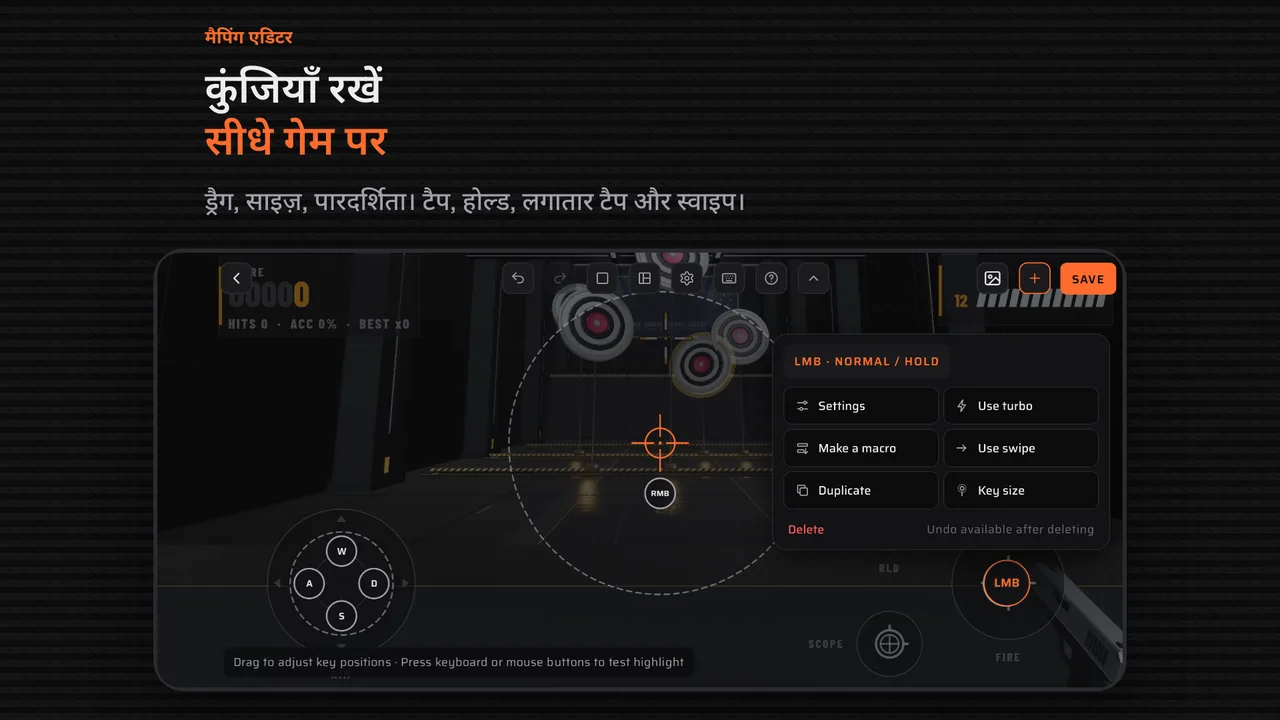 मैपिंग एडिटर
कुंजियाँ रखें
सीधे गेम पर
ड्रैग, साइज़, पारदर्शिता। टैप, होल्ड, लगातार टैप और स्वाइप।
SAVE
12
HITS 0 · ACC 0% · BEST x0
LMB · NORMAL / HOLD
Settings
Use turbo
Make a macro
Use swipe
Duplicate
Key size
Delete
Undo available after deleting
RMB
W
A
D
S
RLD
LMB
SCOPE
FIRE
Drag to adjust key positions · Press keyboard or mouse buttons to test highlight